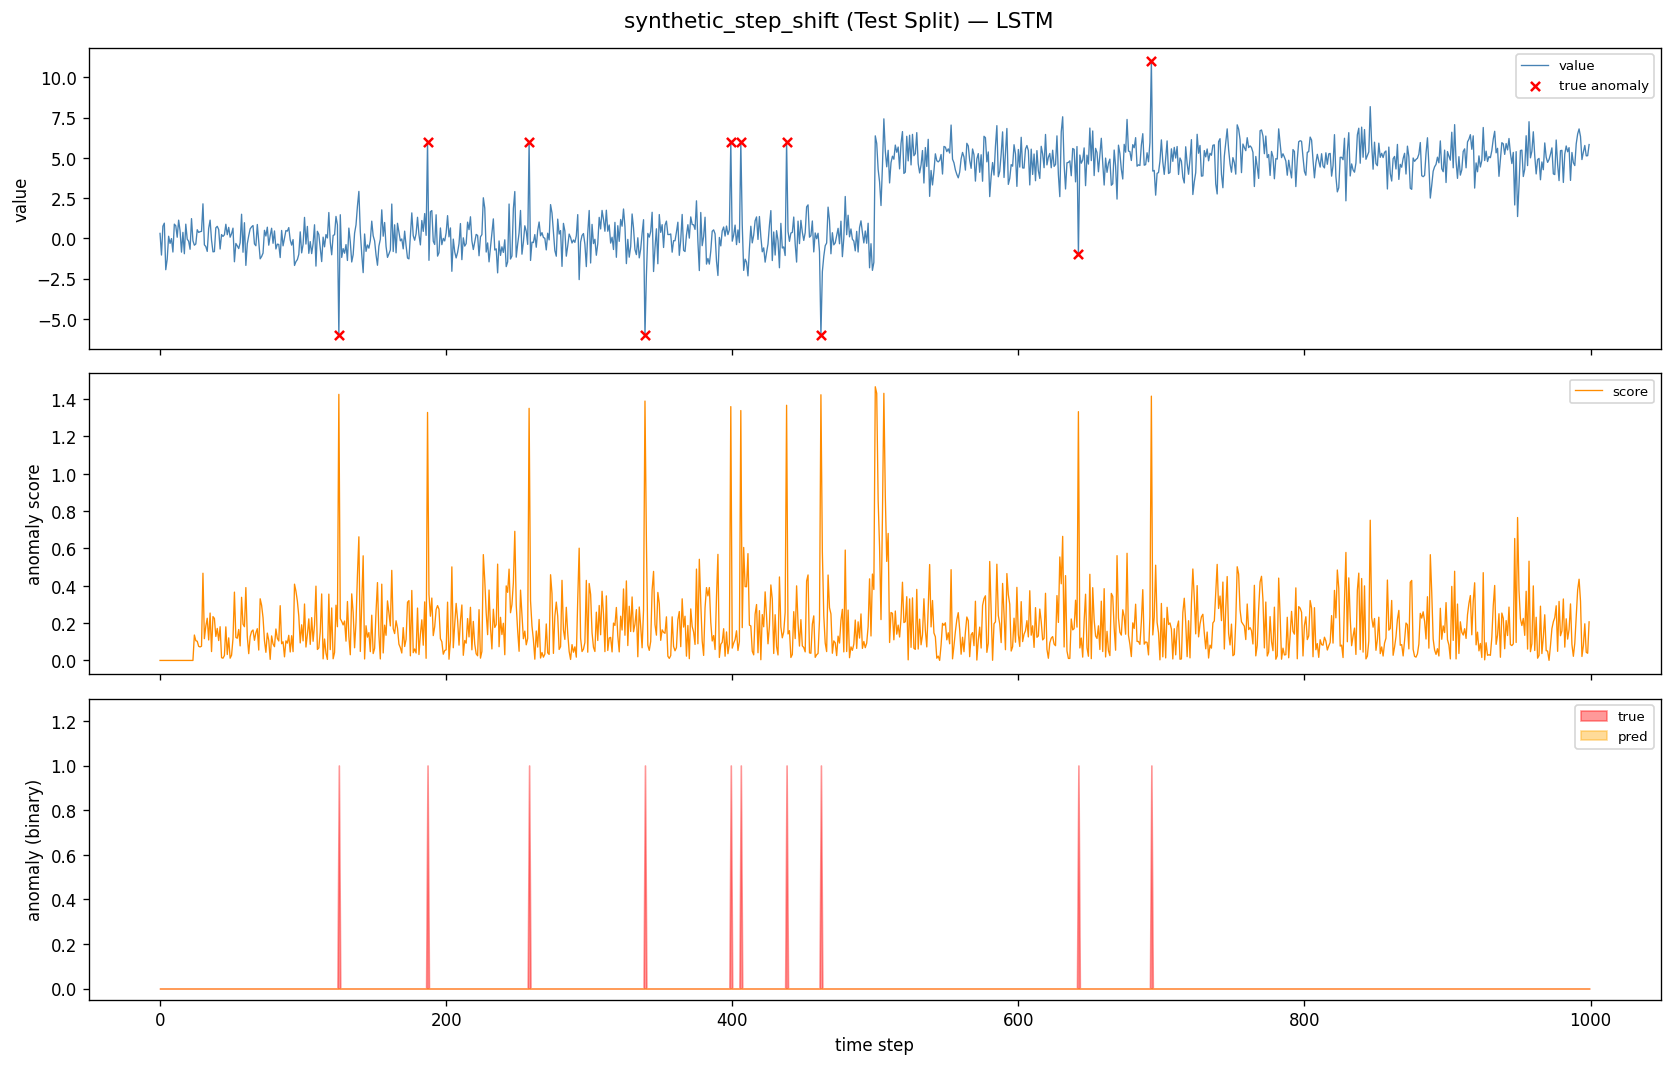 synthetic_step_shift (Test Split) — LSTM
value
true anomaly
10.0
7.5
5.0
2.5
0.0
−2.5
−5.0
value
score
1.4
1.2
1.0
0.8
0.6
0.4
0.2
0.0
anomaly score
true
pred
1.2
1.0
0.8
0.6
0.4
0.2
0.0
anomaly (binary)
0 200 400 600 800 1000
time step